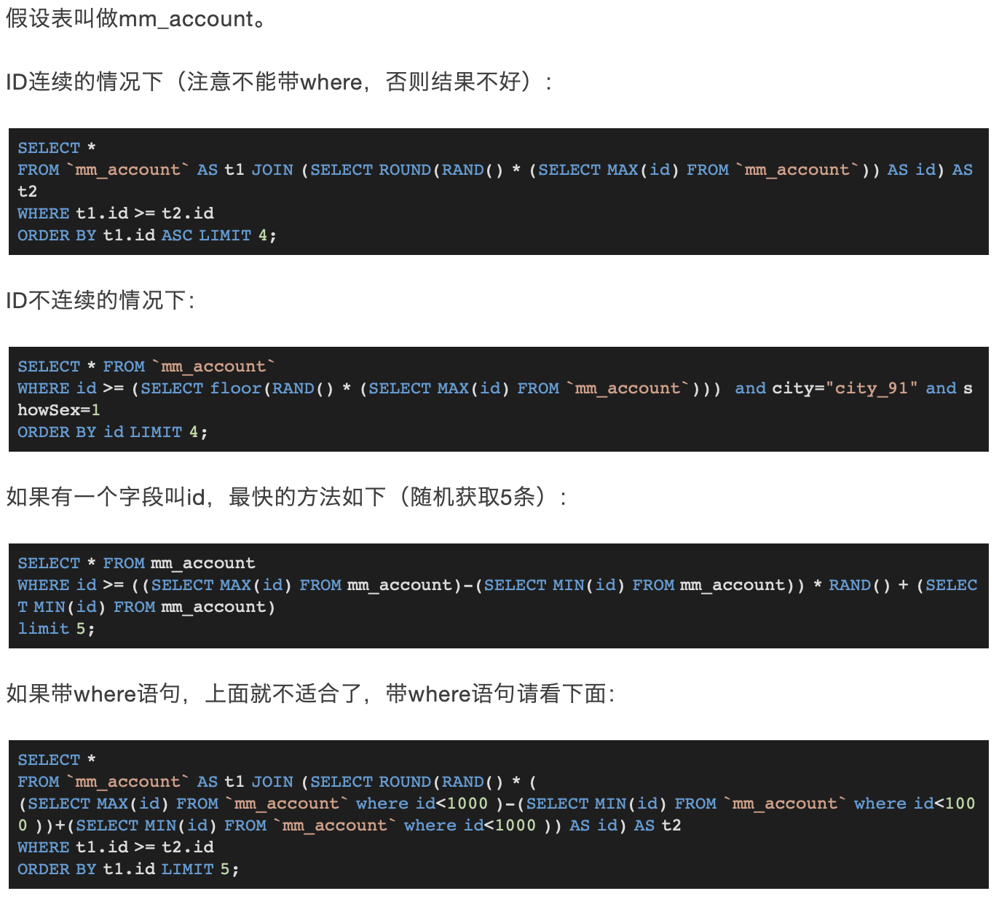 假设表叫做mm_account。
ID连续的情况下（注意不能带where，否则结果不好）：
SELECT *
FROM `mm_account` AS t1 JOIN (SELECT ROUND(RAND() * (SELECT MAX(id) FROM `mm_account`)) AS id) AS
t2
WHERE t1.id >= t2.id
ORDER BY t1.id ASC LIMIT 4;
ID不连续的情况下：
SELECT * FROM `mm_account`
WHERE id >= (SELECT floor(RAND() * (SELECT MAX(id) FROM `mm_account`)))  and city="city_91" and s
howSex=1
ORDER BY id LIMIT 4;
如果有一个字段叫id，最快的方法如下（随机获取5条）：
SELECT * FROM mm_account
WHERE id >= ((SELECT MAX(id) FROM mm_account)-(SELECT MIN(id) FROM mm_account)) * RAND() + (SELEC
T MIN(id) FROM mm_account)
limit 5;
如果带where语句，上面就不适合了，带where语句请看下面：
SELECT *
FROM `mm_account` AS t1 JOIN (SELECT ROUND(RAND() * (
(SELECT MAX(id) FROM `mm_account` where id<1000 )-(SELECT MIN(id) FROM `mm_account` where id<100
0 ))+(SELECT MIN(id) FROM `mm_account` where id<1000 )) AS id) AS t2
WHERE t1.id >= t2.id
ORDER BY t1.id LIMIT 5;